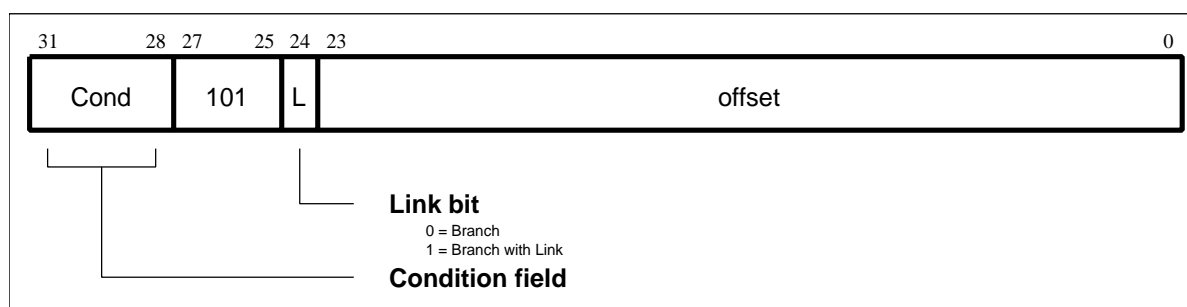 31 28 27 25 24 23 0
Cond 101 L offset
Link bit
0 = Branch
1 = Branch with Link
Condition field